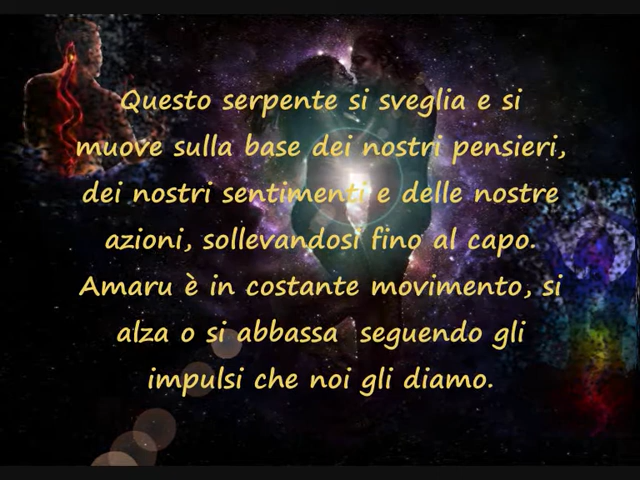 Questo serpente si sveglia e si
muove sulla base dei nostri pensieri,
dei nostri sentimenti e delle nostre
azioni, sollevandosi fino al capo.
Amaru è in costante movimento, si
alza o si abbassa  seguendo gli
impulsi che noi gli diamo.